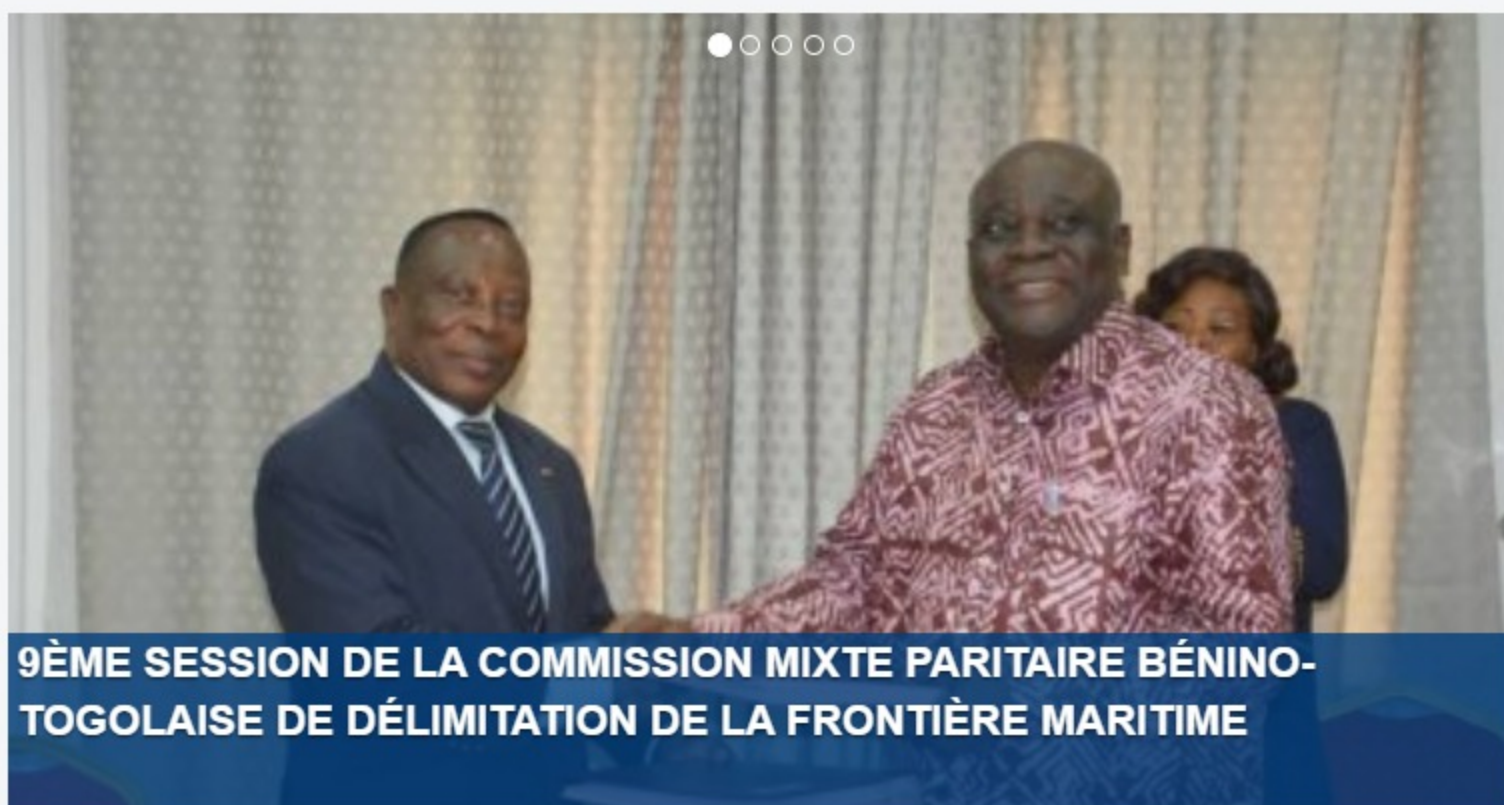 9ÈME SESSION DE LA COMMISSION MIXTE PARITAIRE BÉNINO-
TOGOLAISE DE DÉLIMITATION DE LA FRONTIÈRE MARITIME